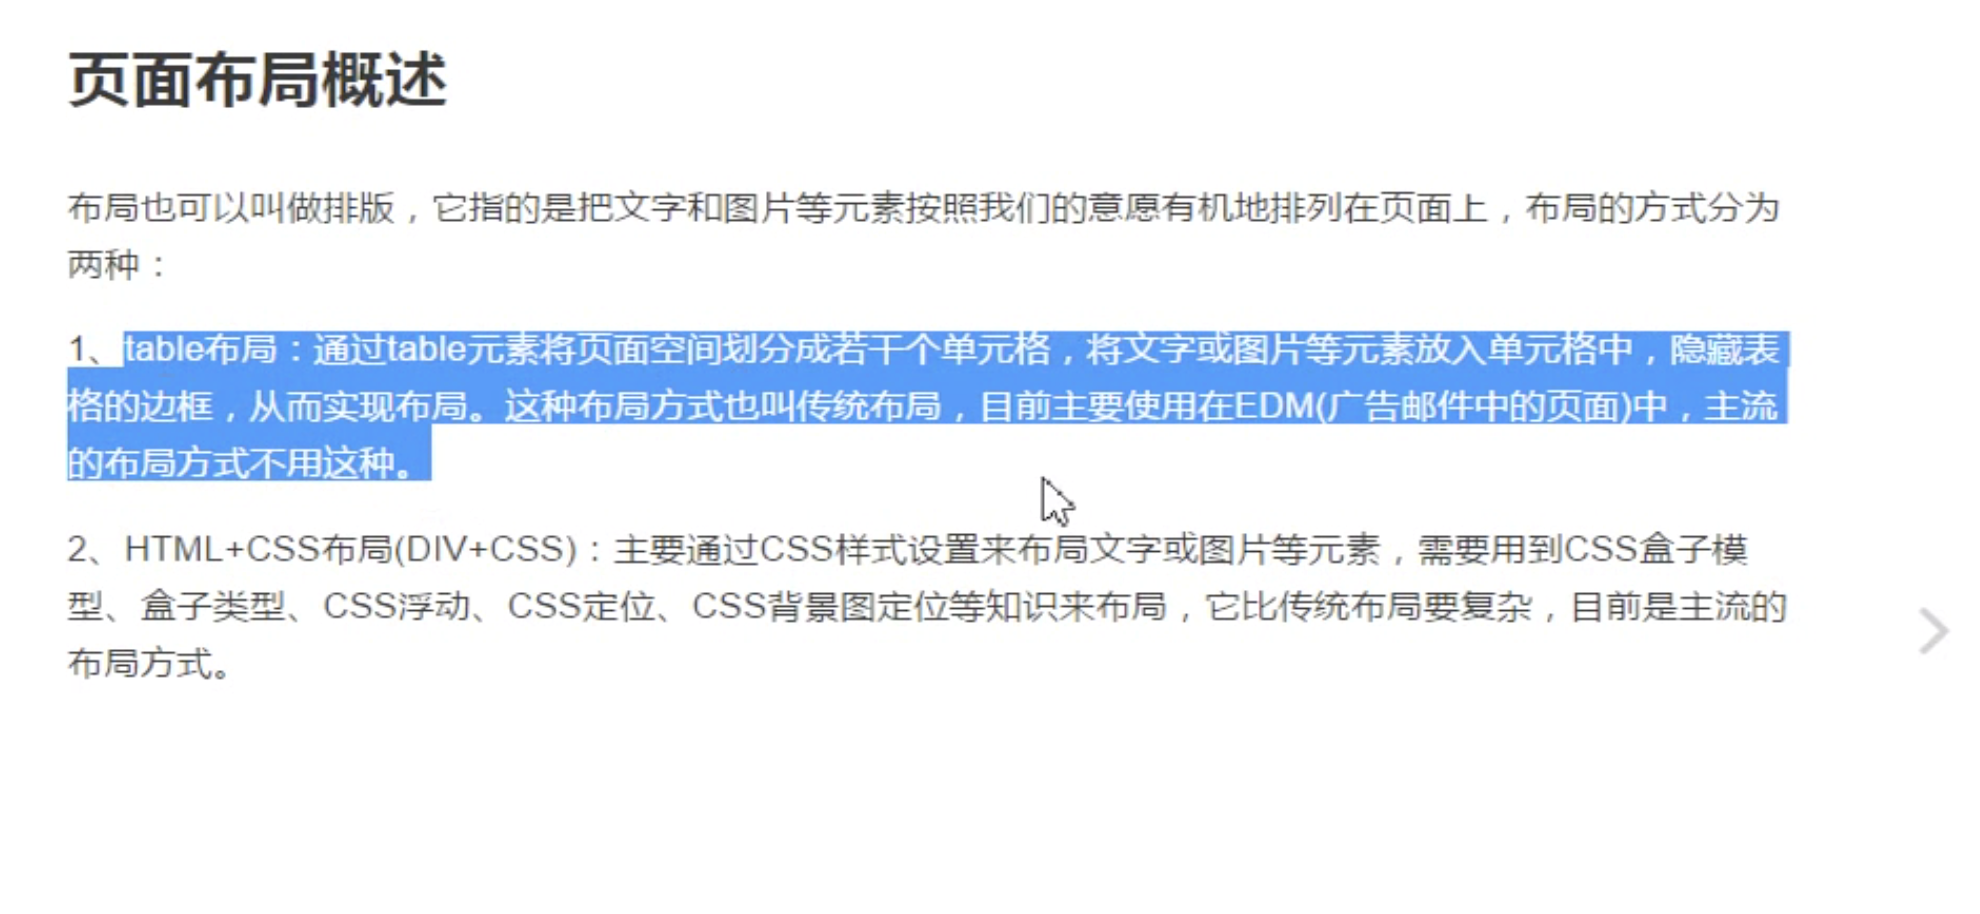 页面布局概述
布局也可以叫做排版，它指的是把文字和图片等元素按照我们的意愿有机地排列在页面上，布局的方式分为
两种：
1、table布局：通过table元素将页面空间划分成若干个单元格，将文字或图片等元素放入单元格中，隐藏表
格的边框，从而实现布局。这种布局方式也叫传统布局，目前主要使用在EDM(广告邮件中的页面)中，主流
的布局方式不用这种。
2、HTML+CSS布局(DIV+CSS)：主要通过CSS样式设置来布局文字或图片等元素，需要用到CSS盒子模
型、盒子类型、CSS浮动、CSS定位、CSS背景图定位等知识来布局，它比传统布局要复杂，目前是主流的
布局方式。